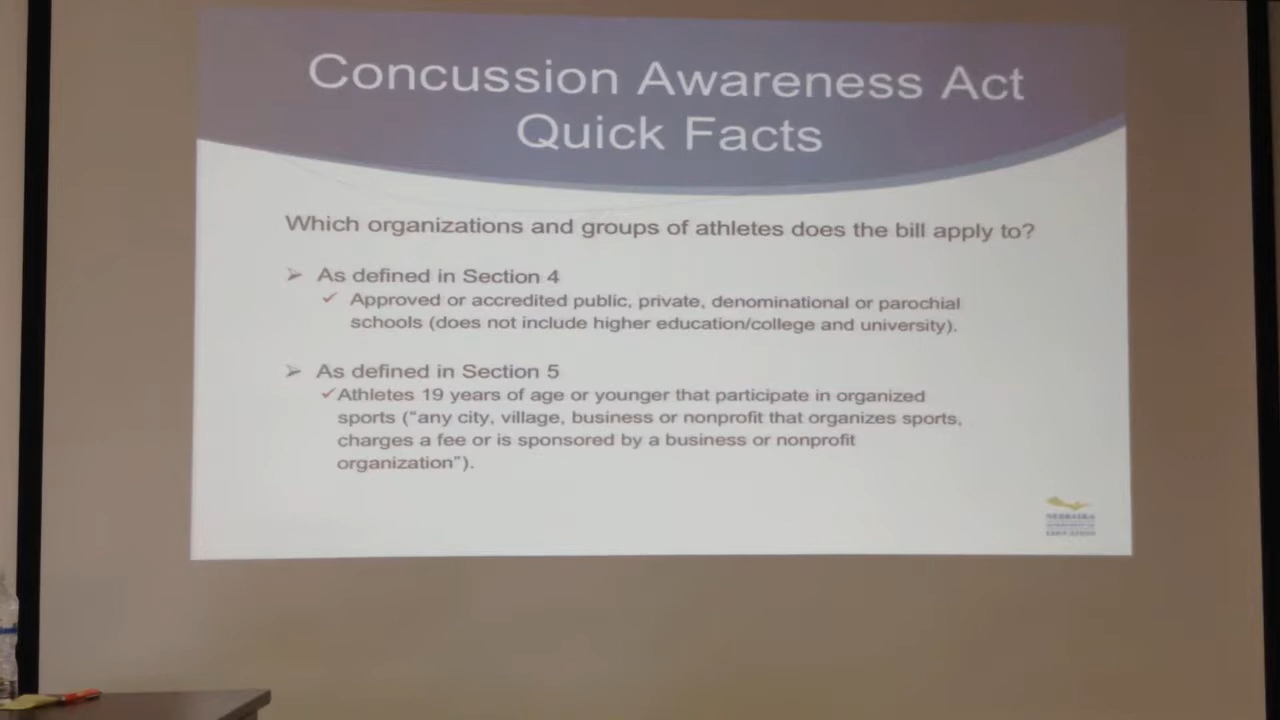 Concussion Awareness Act
Quick Facts
Which organizations and groups of athletes does the bill apply to?
➢ As defined in Section 4
✓ Approved or accredited public, private, denominational or parochial
schools (does not include higher education/college and university).
➢ As defined in Section 5
✓Athletes 19 years of age or younger that participate in organized
sports ("any city, village, business or nonprofit that organizes sports,
charges a fee or is sponsored by a business or nonprofit
organization").
NEBRASKA